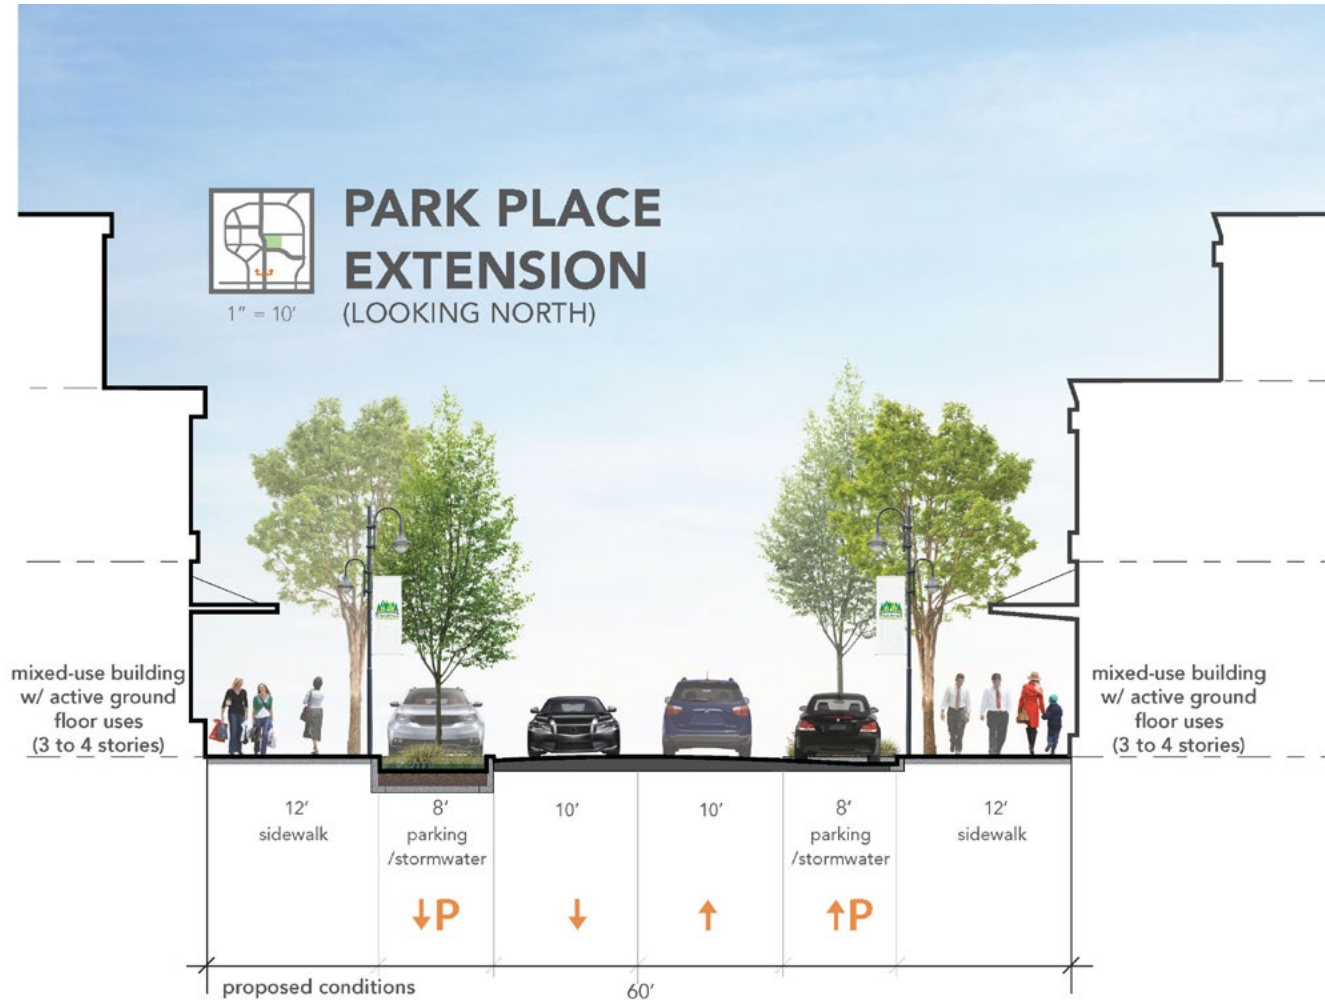 PARK PLACE
EXTENSION
(LOOKING NORTH)
1" = 10'
mixed-use building
w/ active ground
floor uses
(3 to 4 stories)
mixed-use building
w/ active ground
floor uses
(3 to 4 stories)
12'
sidewalk
8'
parking
/stormwater
10'
10'
8'
parking
/stormwater
12'
sidewalk
↓P
↓
↑
↑P
proposed conditions
60'